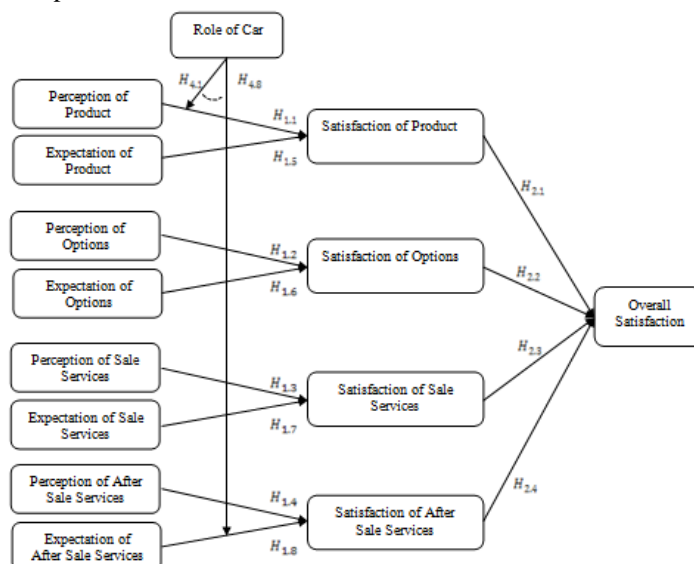 Role of Car
H4.1
H4.8
Perception of
Product
H1.1
Satisfaction of Product
Expectation of
Product
H1.5
H2.1
Perception of
Options
H1.2
Satisfaction of Options
H2.2
Expectation of
Options
H1.6
Overall
Satisfaction
H2.3
Perception of Sale
Services
H1.3
Satisfaction of Sale
Services
Expectation of Sale
Services
H1.7
H2.4
Perception of After
Sale Services
H1.4
Satisfaction of After
Sale Services
Expectation of
After Sale Services
H1.8